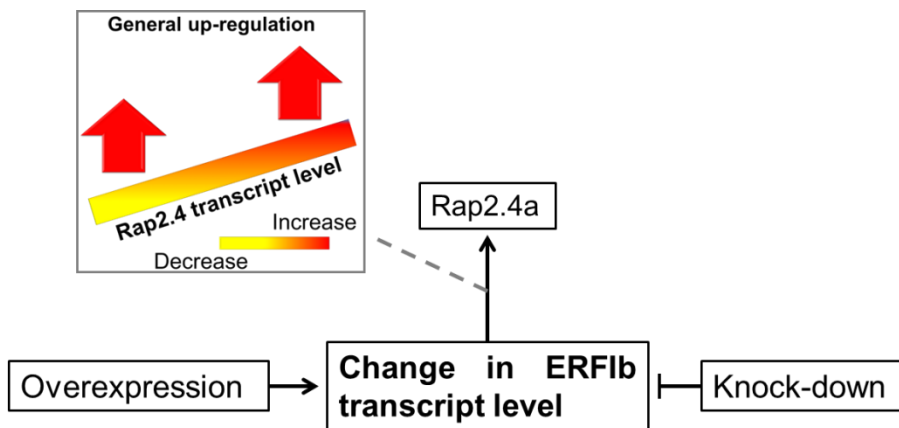 General up-regulation
Rap2.4 transcript level
Increase
Decrease
Rap2.4a
Overexpression
Change in ERFIb
transcript level
Knock-down